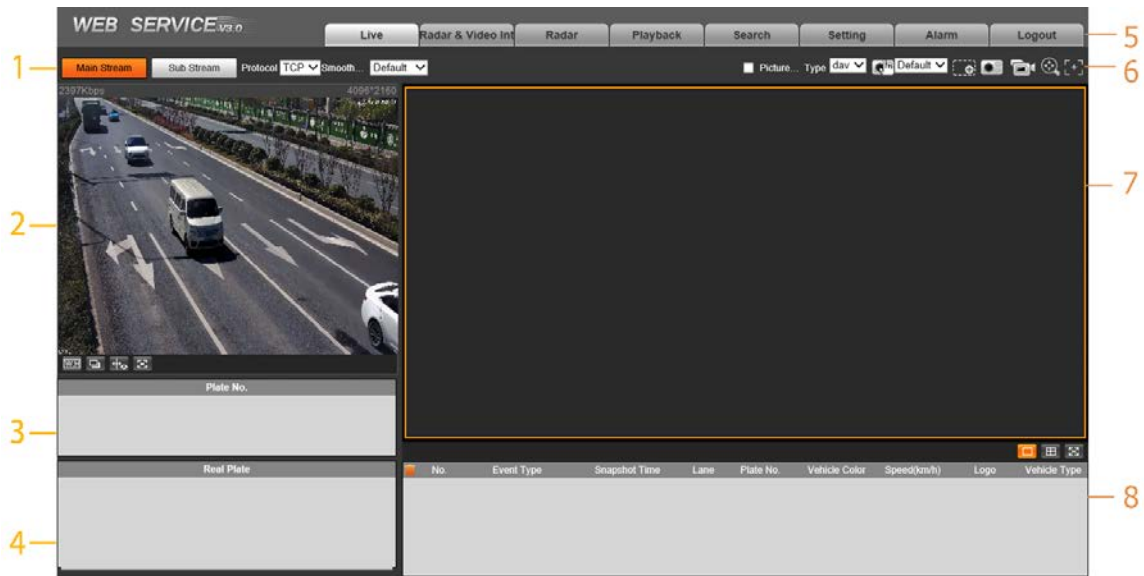 WEB SERVICE V3.0
Live
Radar & Video Int
Radar
Playback
Search
Setting
Alarm
Logout
5
1
Main Stream
Sub Stream
Protocol TCP Smooth... Default
Picture... Type dav
Default
6
2397Kbps
4096*2160
7
2
Plate No.
3
Real Plate
No. Event Type Snapshot Time Lane Plate No. Vehicle Color Speed(km/h) Logo Vehicle Type
8
4